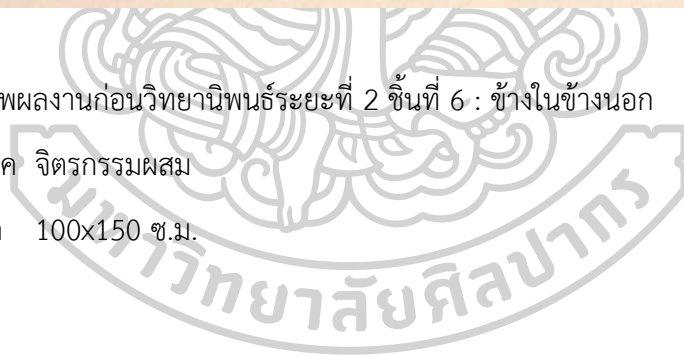 พผลงานก่อนวิทยานิพนธ์ระยะที่ 2 ชิ้นที่ 6 : ข้างในข้างนอก
ค จิตรกรรมผสม
100x150 ซ.ม.
มหาวิทยาลัยศิลปากร